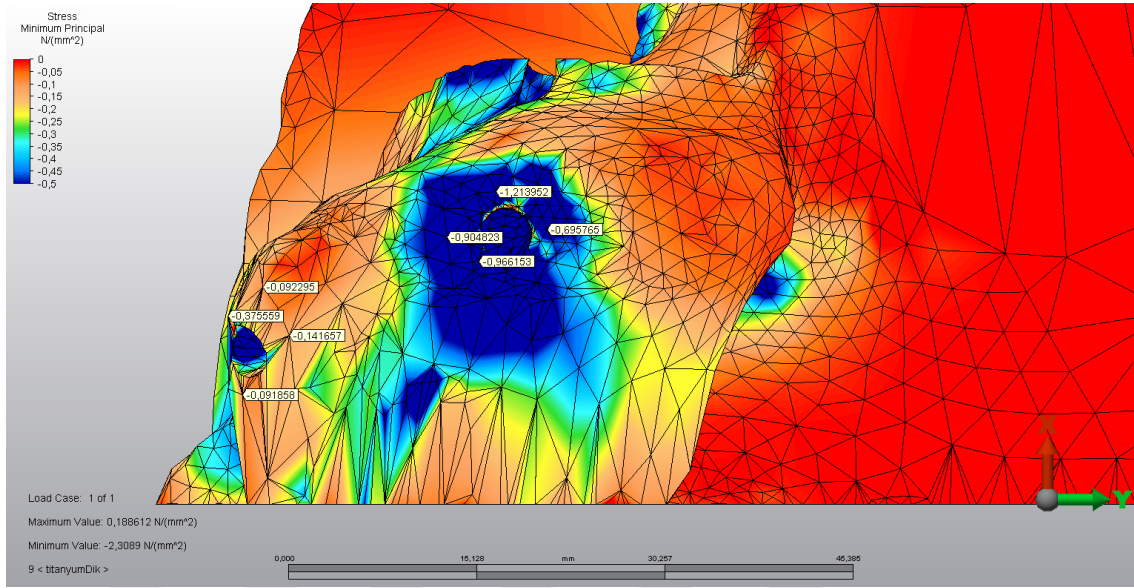 Stress
Minimum Principal
N/(mm^2)
0
-0,05
-0,1
-0,15
-0,2
-0,25
-0,3
-0,35
-0,4
-0,45
-0,5
-1,213952
-0,904823
-0,695765
-0,966153
-0,092295
-0,375559
-0,141657
-0,091858
X
Y
Load Case: 1 of 1
Maximum Value: 0,188612 N/(mm^2)
Minimum Value: -2,3089 N/(mm^2)
9 < titanyumDik >
0,000 15,128 mm 30,257 45,385